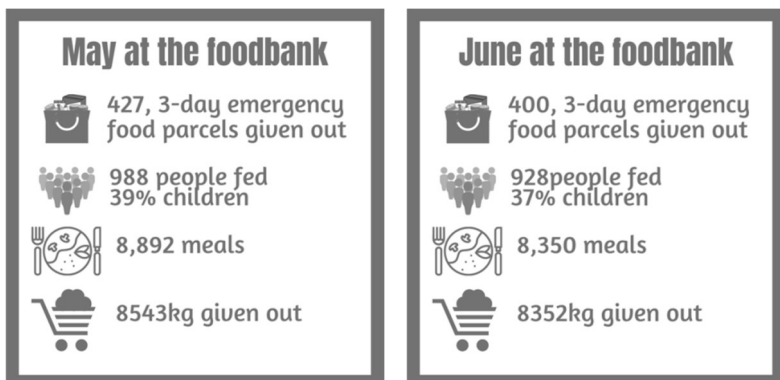 May at the foodbank
427, 3-day emergency
food parcels given out
988 people fed
39% children
8,892 meals
8543kg given out
June at the foodbank
400, 3-day emergency
food parcels given out
928people fed
37% children
8,350 meals
8352kg given out